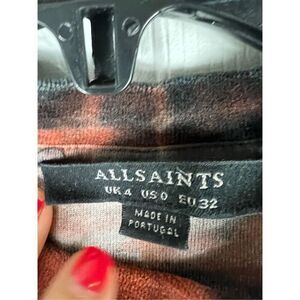 ALLSAINTS
UK 4 US 0 EU 32
MADE IN
PORTUGAL